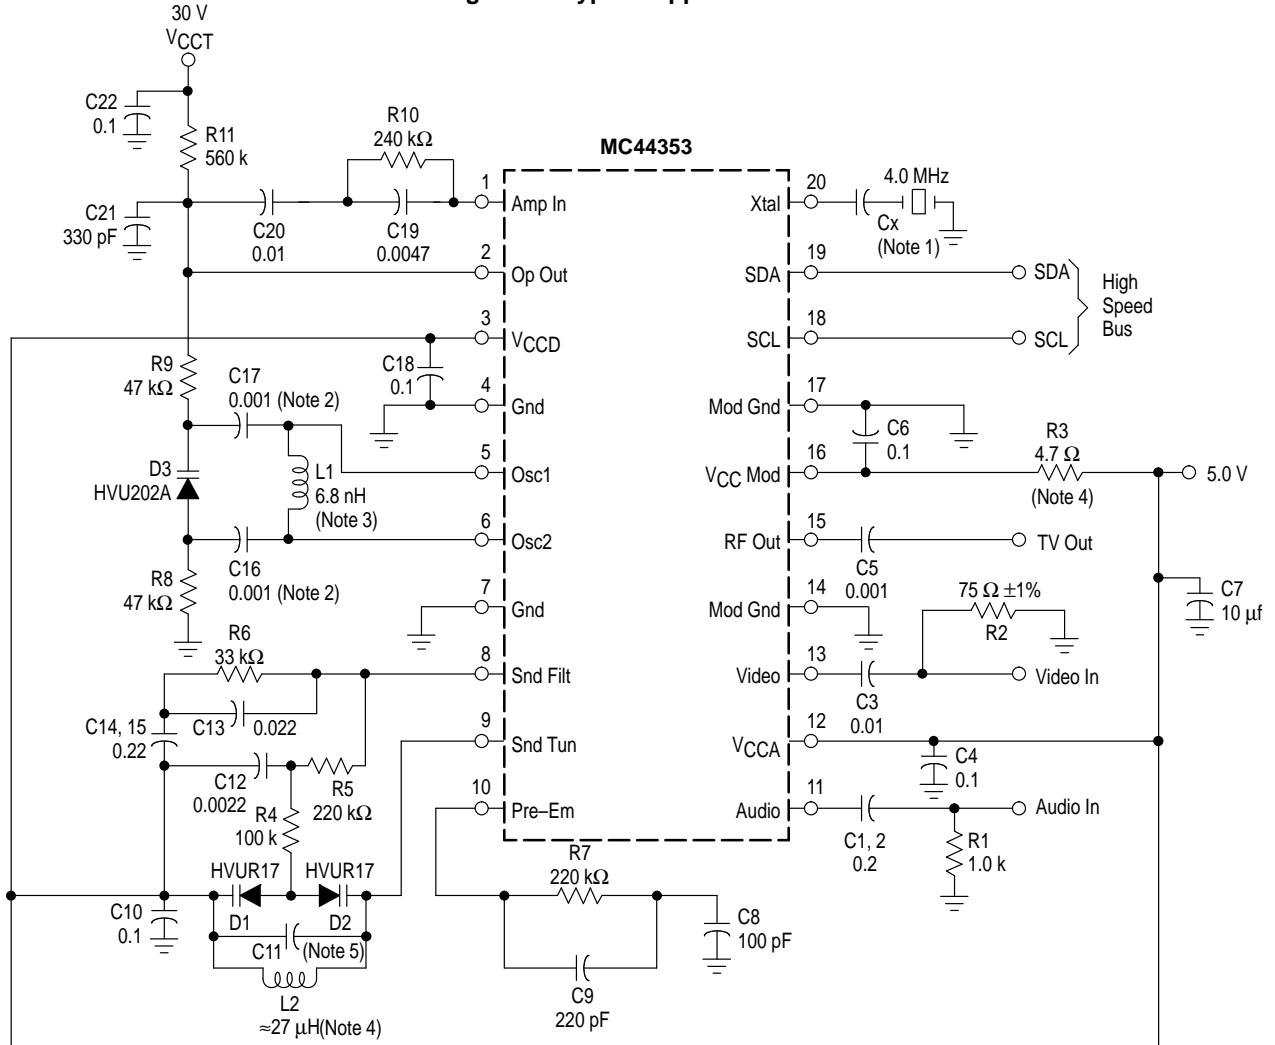 30 V
VCCT
C22
0.1
R11
560 k
R10
240 kΩ
MC44353
C21
330 pF
C20
0.01
C19
0.0047
1
Amp In
2
Op Out
3
VCCD
4
Gnd
5
Osc1
6
Osc2
7
Gnd
8
Snd Filt
9
Snd Tun
10
Pre–Em
20
Xtal
19
SDA
18
SCL
17
Mod Gnd
16
VCC Mod
15
RF Out
14
Mod Gnd
13
Video
12
VCCA
11
Audio
4.0 MHz
Cx
(Note 1)
SDA
SCL
High
Speed
Bus
C18
0.1
R9
47 kΩ
C17
0.001 (Note 2)
D3
HVU202A
L1
6.8 nH
(Note 3)
C16
0.001 (Note 2)
R8
47 kΩ
C6
0.1
R3
4.7 Ω
(Note 4)
5.0 V
C5
0.001
TV Out
75 Ω ±1%
R2
C7
10 µf
C3
0.01
Video In
C4
0.1
C1, 2
0.2
Audio In
R1
1.0 k
R6
33 kΩ
C13
0.022
C14, 15
0.22
C12
0.0022
R5
220 kΩ
R4
100 k
HVUR17
D1
HVUR17
D2
C10
0.1
C11
(Note 5)
L2
≈27 µH(Note 4)
R7
220 kΩ
C9
220 pF
C8
100 pF